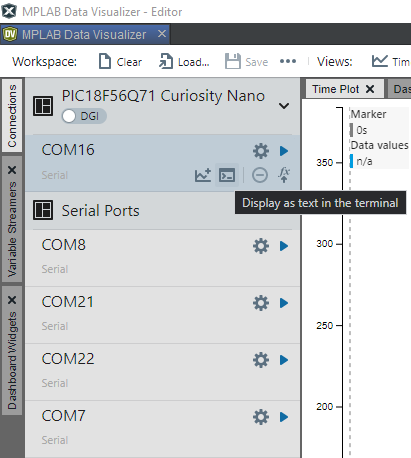 MPLAB Data Visualizer - Editor
DV MPLAB Data Visualizer ×
Workspace: Clear Load... Save ••• Views: Tim
Connections
Variable Streamers
Dashboard Widgets
PIC18F56Q71 Curiosity Nano
DGI
COM16
Serial
Display as text in the terminal
Serial Ports
COM8
Serial
COM21
Serial
COM22
Serial
COM7
Serial
Time Plot × Das
Marker
0s
Data values
n/a
350
300
250
200